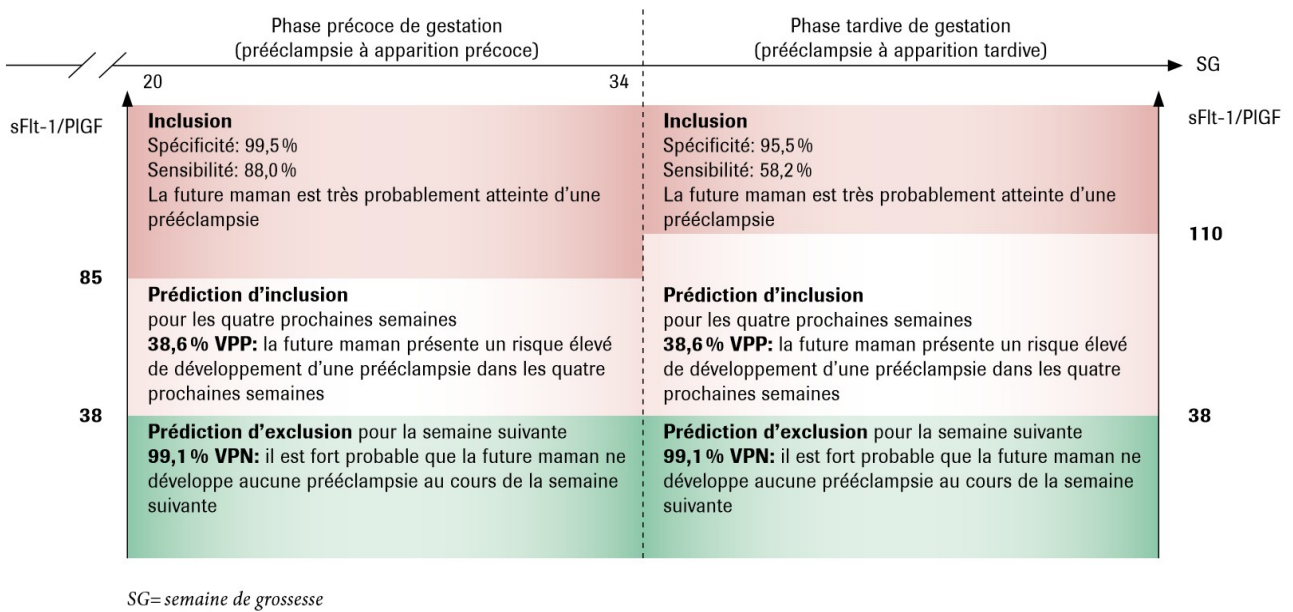 Phase précoce de gestation
(prééclampsie à apparition précoce)
Phase tardive de gestation
(prééclampsie à apparition tardive)
SG
20
34
sFlt-1/PlGF
sFlt-1/PlGF
Inclusion
Spécificité: 99,5 %
Sensibilité: 88,0 %
La future maman est très probablement atteinte d’une
prééclampsie
Inclusion
Spécificité: 95,5 %
Sensibilité: 58,2 %
La future maman est très probablement atteinte d’une
prééclampsie
110
85
Prédiction d’inclusion
pour les quatre prochaines semaines
38,6 % VPP: la future maman présente un risque élevé
de développement d’une prééclampsie dans les quatre
prochaines semaines
Prédiction d’inclusion
pour les quatre prochaines semaines
38,6 % VPP: la future maman présente un risque élevé
de développement d’une prééclampsie dans les quatre
prochaines semaines
38
38
Prédiction d’exclusion pour la semaine suivante
99,1 % VPN: il est fort probable que la future maman ne
développe aucune prééclampsie au cours de la semaine
suivante
Prédiction d’exclusion pour la semaine suivante
99,1 % VPN: il est fort probable que la future maman ne
développe aucune prééclampsie au cours de la semaine
suivante
SG= semaine de grossesse